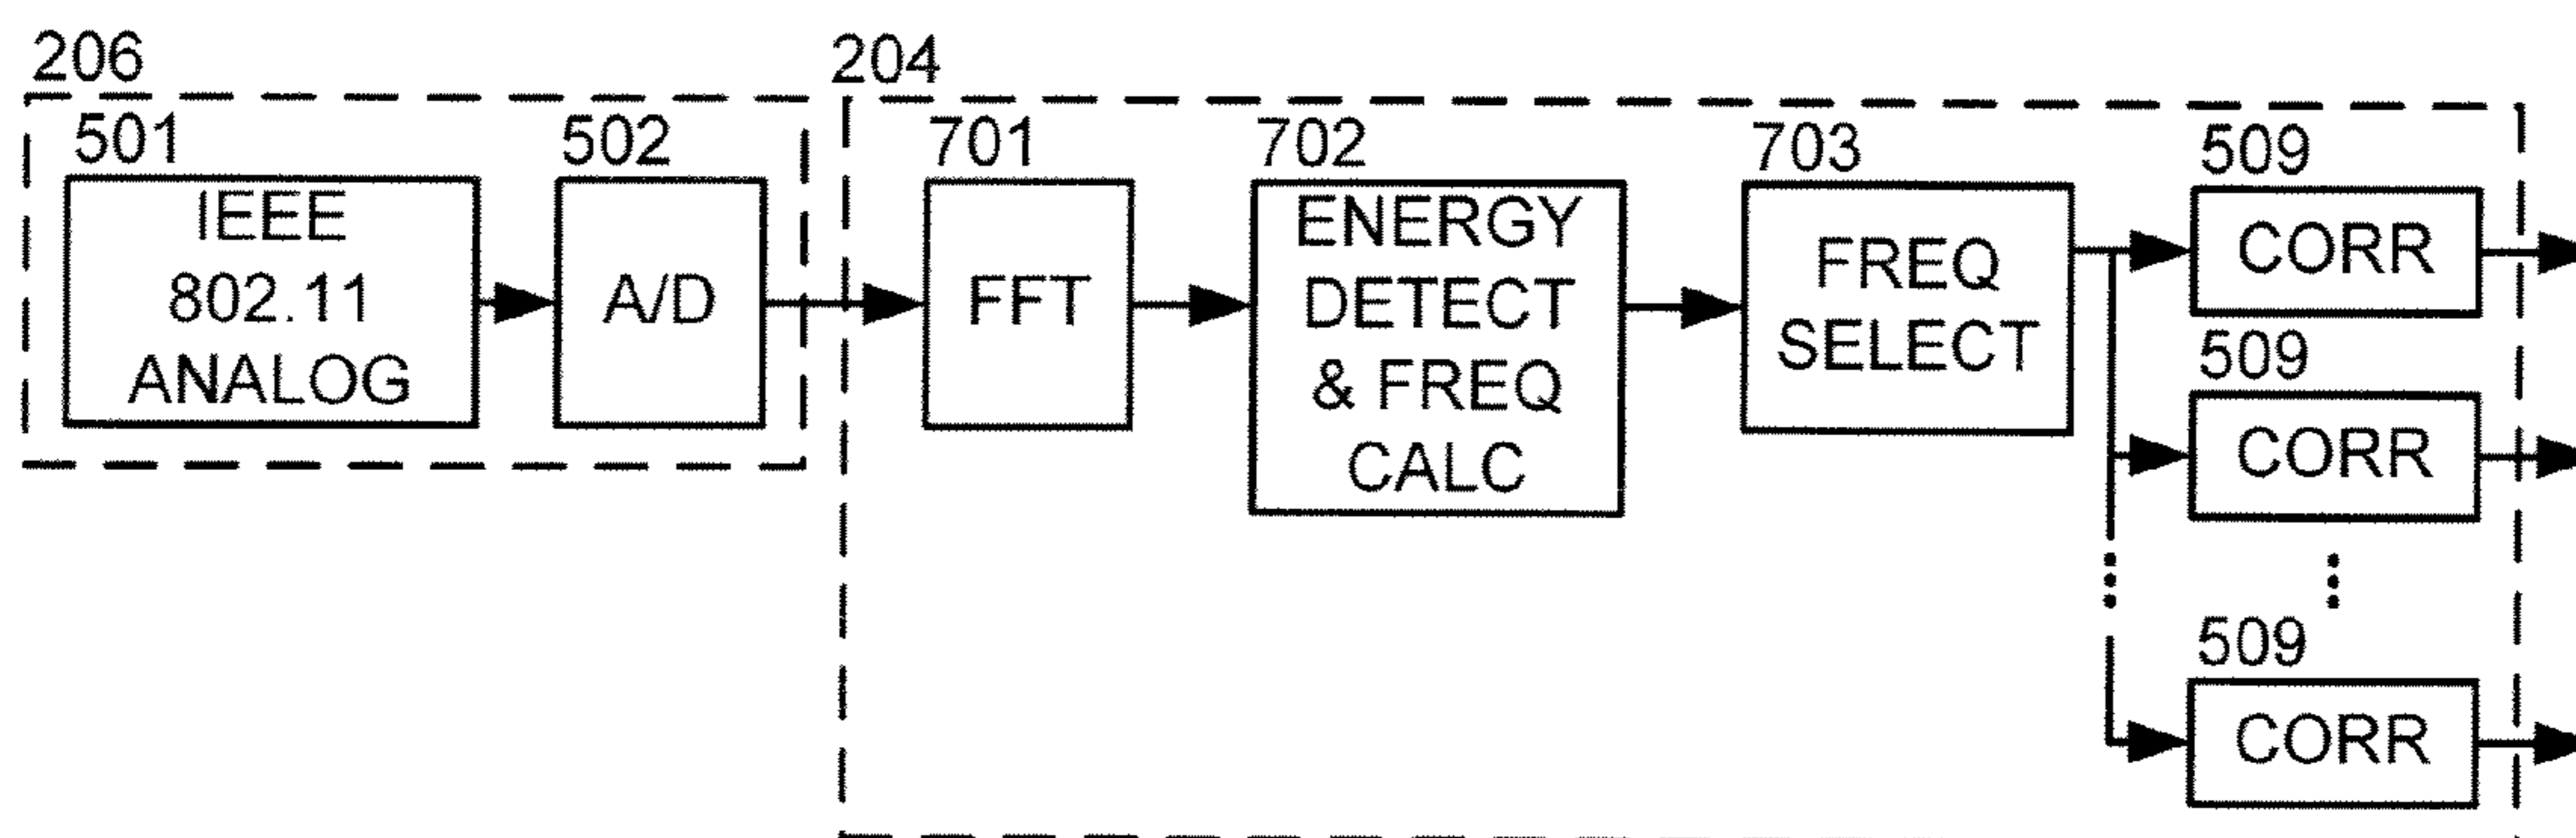 206
204
501
502
701
702
703
509
IEEE
802.11
ANALOG
A/D
FFT
ENERGY
DETECT
& FREQ
CALC
FREQ
SELECT
CORR
509
CORR
509
CORR